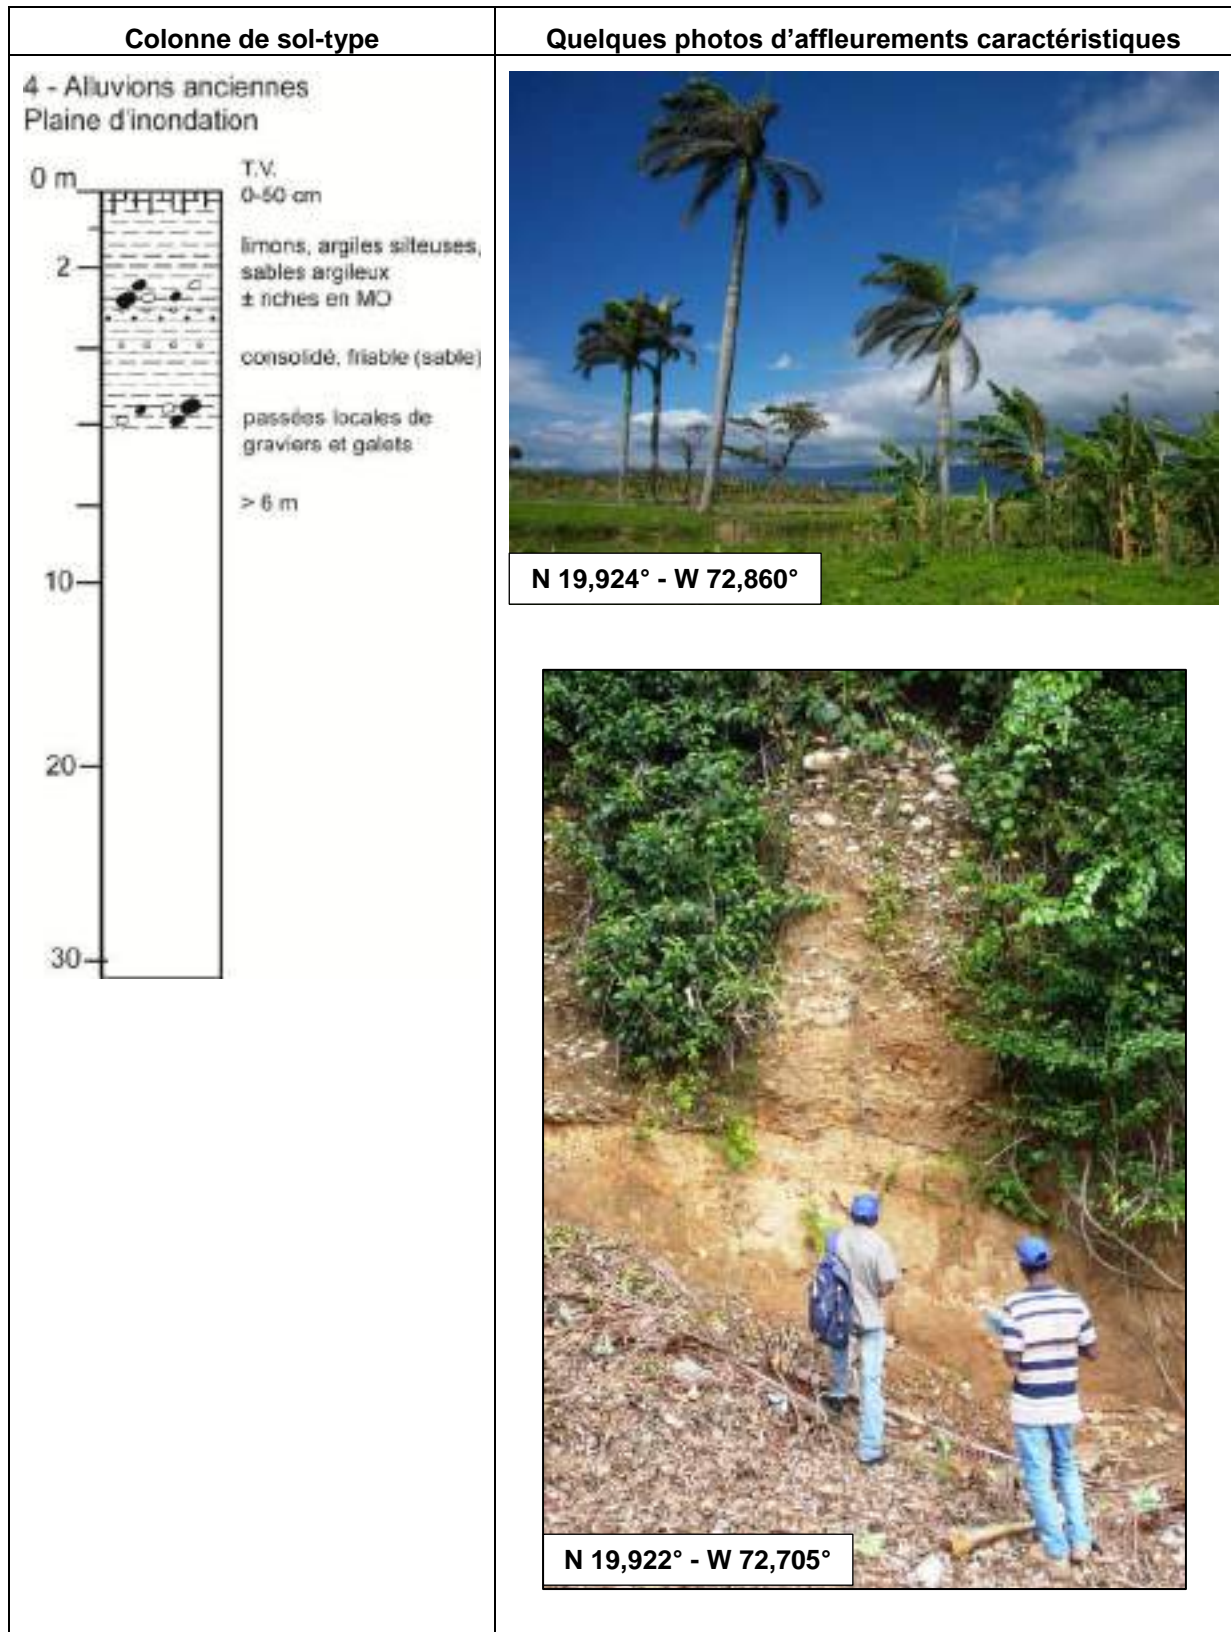 Colonne de sol-type
Quelques photos d'affleurements caractéristiques
4 - Alluvions anciennes
Plaine d'inondation
0 m
T.V.
0-50 cm
limons, argiles silteuses,
2
sables argileux
± riches en MO
consolidé, friable (sable)
passées locales de
graviers et galets
> 6 m
10
20
30
N 19,924° - W 72,860°
N 19,922° - W 72,705°